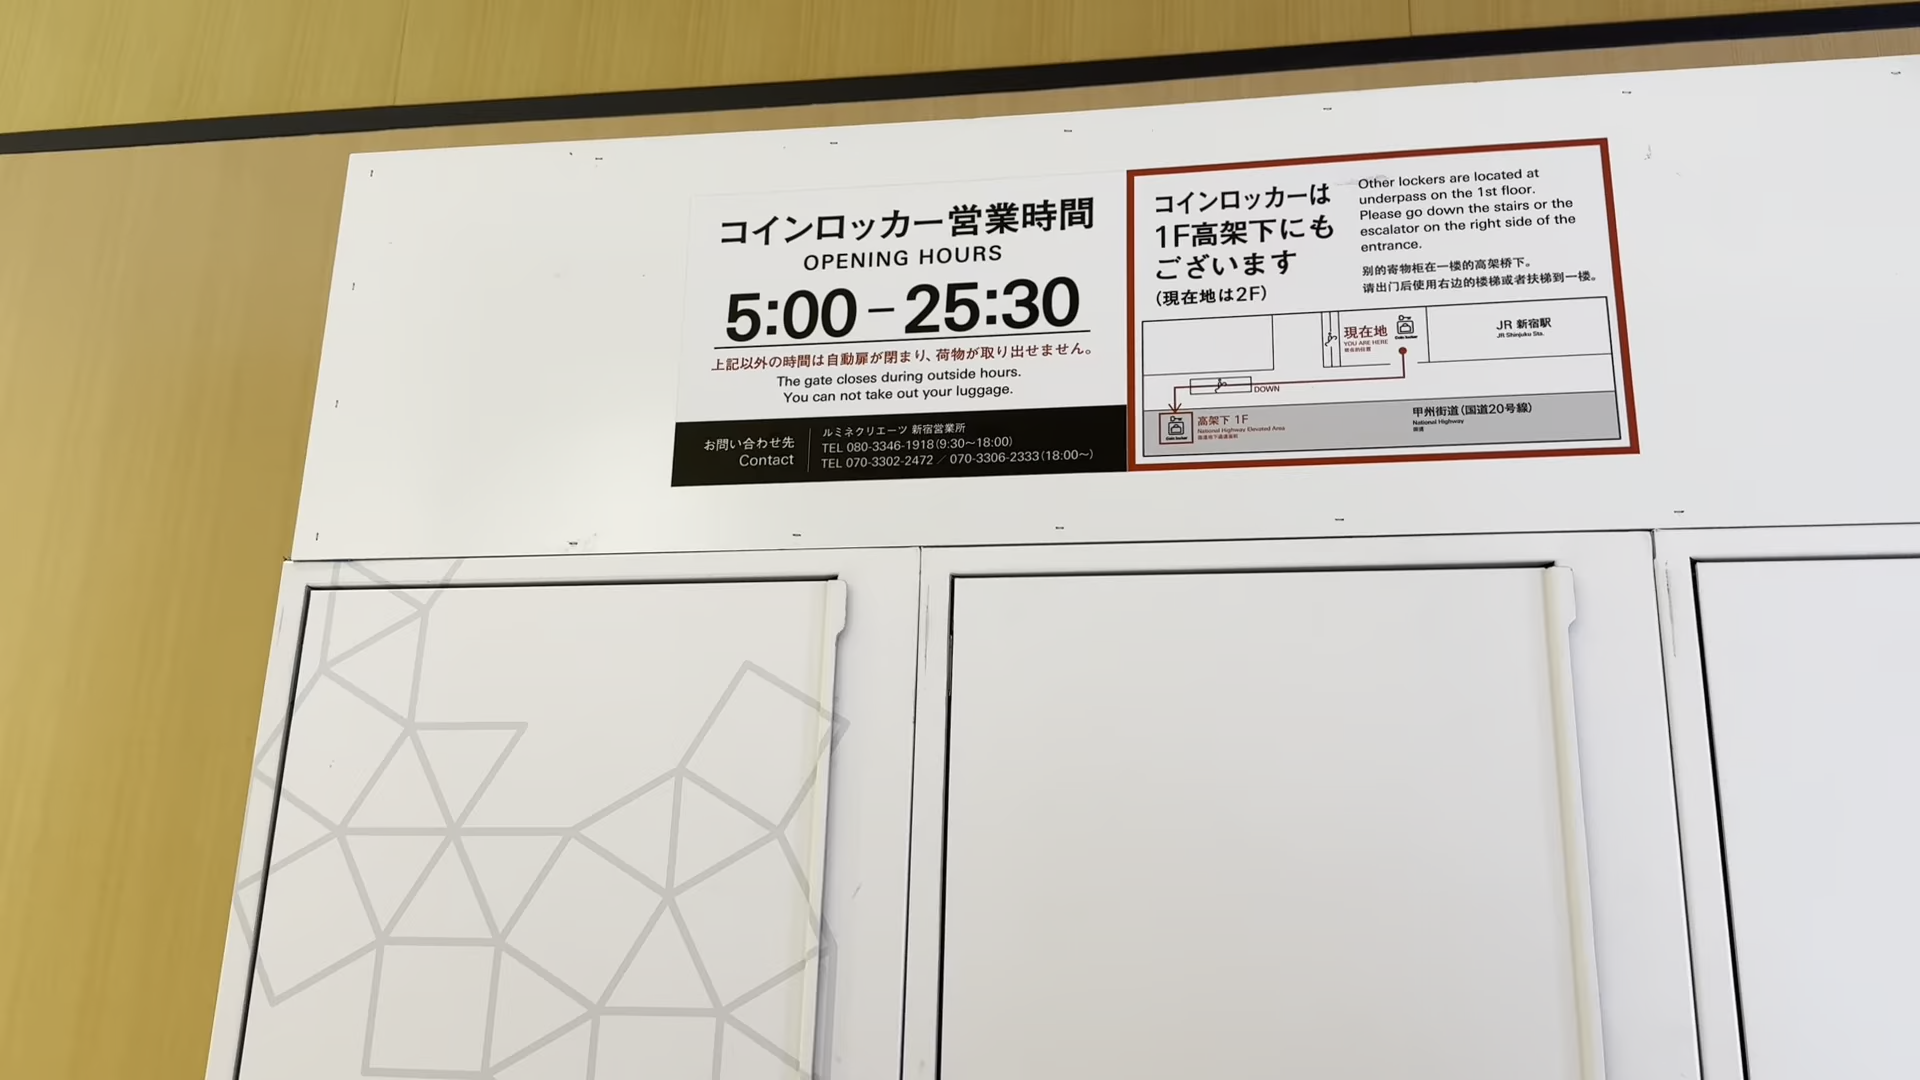 コインロッカー営業時間
OPENING HOURS
5:00－25:30
上記以外の時間は自動扉が閉まり、荷物が取り出せません。
The gate closes during outside hours.
You can not take out your luggage.
お問い合わせ先
Contact
ルミネクリエーツ 新宿営業所
TEL 080-3346-1918(9:30〜18:00)
TEL 070-3302-2472 / 070-3306-2333(18:00〜)
コインロッカーは
1F高架下にも
ございます
(現在地は2F)
Other lockers are located at
underpass on the 1st floor.
Please go down the stairs or the
escalator on the right side of the
entrance.
别的寄物柜在一楼的高架桥下。
请出门后使用右边的楼梯或者扶梯到一楼。
現在地
YOU ARE HERE
Coin locker
JR 新宿駅
JR Shinjuku Sta.
DOWN
高架下 1F
National Highway Elevated Area
Coin locker
甲州街道(国道20号線)
National Highway